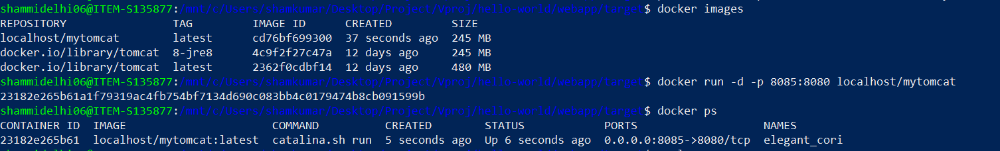 shammidelhi06@ITEM-S135877:/mnt/c/Users/shamkumar/Desktop/Project/Vproj/hello-world/webapp/target$ docker images
REPOSITORY TAG IMAGE ID CREATED SIZE
localhost/mytomcat latest cd76bf699300 37 seconds ago 245 MB
docker.io/library/tomcat 8-jre8 4c9f2f27c47a 12 days ago 245 MB
docker.io/library/tomcat latest 2362f0cdbf14 12 days ago 480 MB
shammidelhi06@ITEM-S135877:/mnt/c/Users/shamkumar/Desktop/Project/Vproj/hello-world/webapp/target$ docker run -d -p 8085:8080 localhost/mytomcat
23182e265b61a1f79319ac4fb754bf7134d690c083bb4c0179474b8cb091599b
shammidelhi06@ITEM-S135877:/mnt/c/Users/shamkumar/Desktop/Project/Vproj/hello-world/webapp/target$ docker ps
CONTAINER ID IMAGE COMMAND CREATED STATUS PORTS NAMES
23182e265b61 localhost/mytomcat:latest catalina.sh run 5 seconds ago Up 6 seconds ago 0.0.0.0:8085->8080/tcp elegant_cori